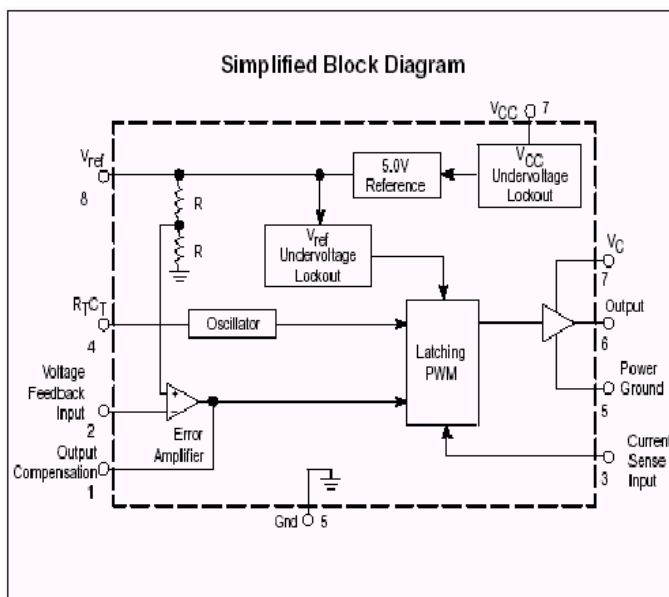 Simplified Block Diagram
VCC 7
Vref
8
R
R
5.0V
Reference
VCC
Undervoltage
Lockout
Vref
Undervoltage
Lockout
VC
7
RTCT
4
Oscillator
Latching
PWM
Output
6
Voltage
Feedback
Input
2
+
−
Error
Amplifier
Power
Ground
5
Output
Compensation
1
Current
Sense
Input
3
Gnd
5